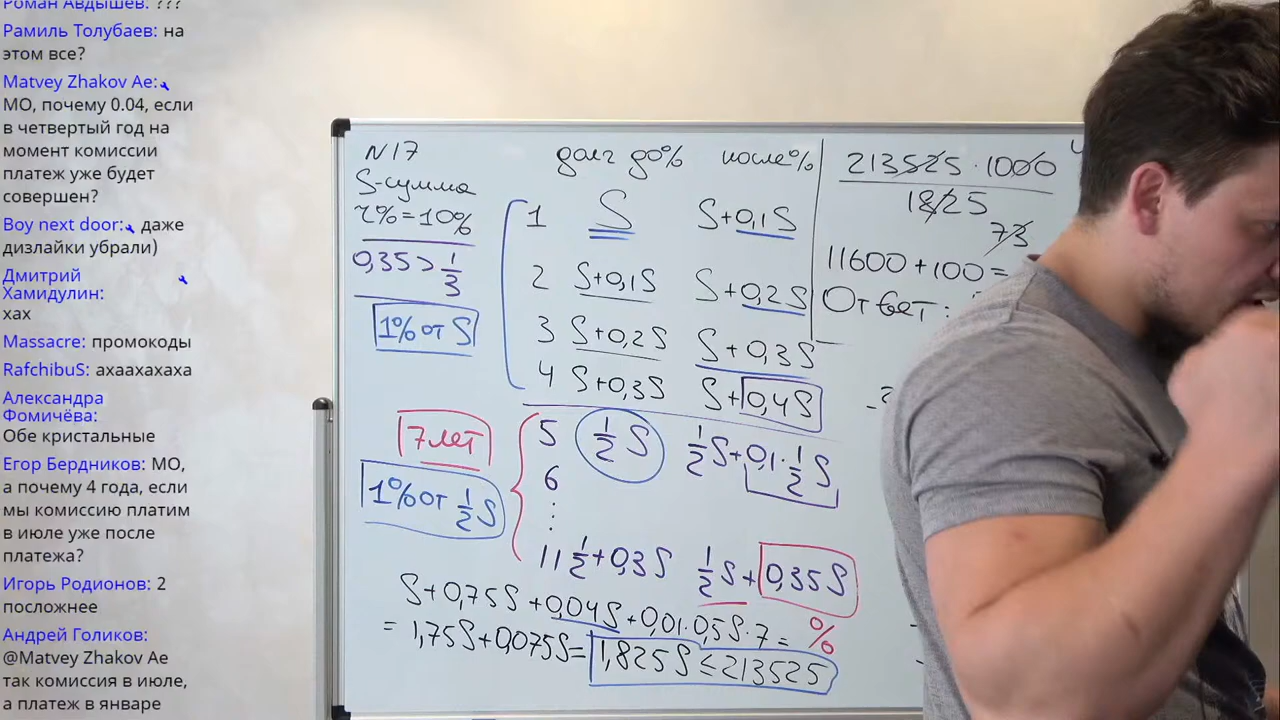 Роман Авдышев: ???
Рамиль Толубаев: на
этом все?
Matvey Zhakov Ae:
МО, почему 0.04, если
в четвертый год на
момент комиссии
платеж уже будет
совершен?
Boy next door: даже
дизлайки убрали)
Дмитрий
Хамидулин:
хах
Massacre: промокоды
RafchibuS: ахаахахаха
Александра
Фомичёва:
Обе кристальные
Егор Бердников: МО,
а почему 4 года, если
мы комиссию платим
в июле уже после
платежа?
Игорь Родионов: 2
посложнее
Андрей Голиков:
@Matvey Zhakov Ae
так комиссия в июле,
а платеж в январе
N17
S-сумма
r%=10%
0,35>1/3
1% от S
7 лет
1% от 1/2 S
долг до% после%
1 S S+0,1S
2 S+0,1S S+0,2S
3 S+0,2S S+0,3S
4 S+0,3S S+0,4S
5 1/2 S 1/2 S+0,1·1/2 S
6
⋮
11 1/2+0,3S 1/2 S+0,35S
%
S+0,75S+0,04S+0,01·0,5S·7=
=1,75S+0,075S=1,825S≤213525
213525·1000
1825
73
11600+100=
Ответ: